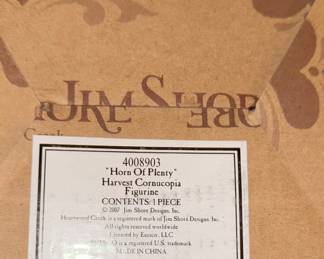 JIM SHORE
Creek
4008903
"Horn Of Plenty"
Harvest Cornucopia
Figurine
CONTENTS: 1 PIECE
© 2007 Jim Shore Designs, Inc.
Heartwood Creek is a registered mark of Jim Shore Designs, Inc.
All rights reserved worldwide
Licensed by Enesco, LLC
O is a registered U.S. trademark
MADE IN CHINA